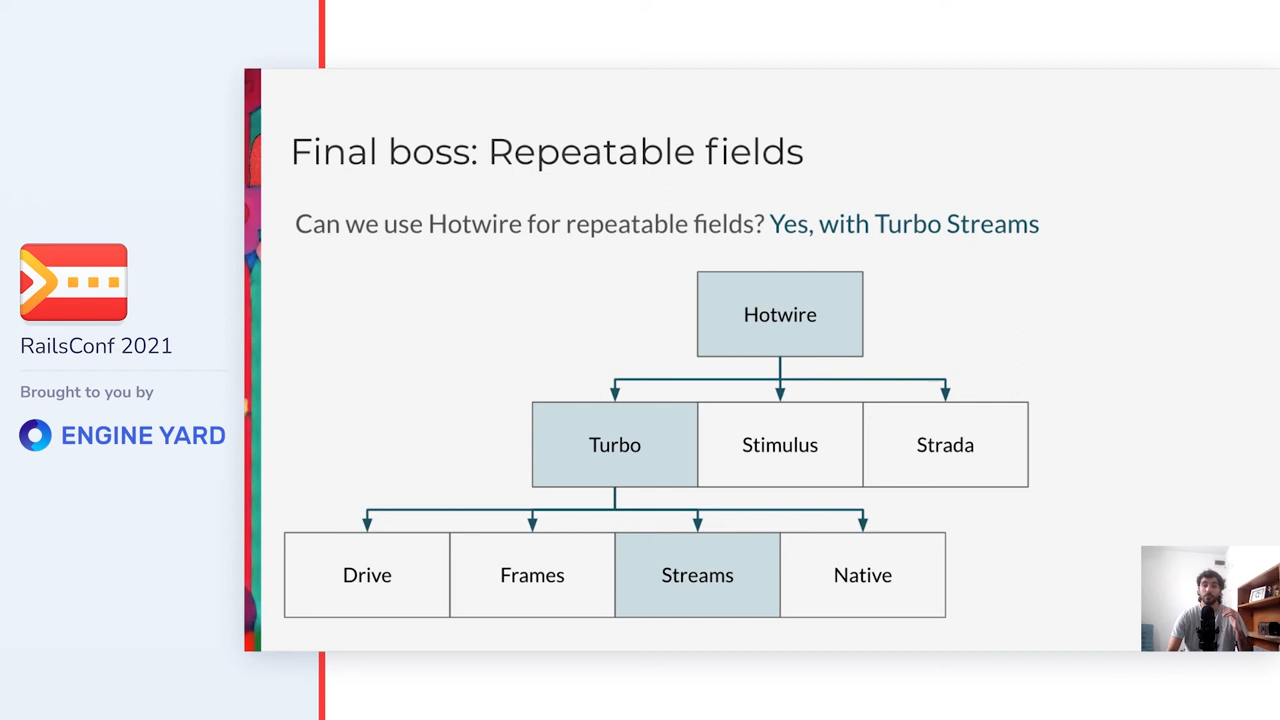 Final boss: Repeatable fields
Can we use Hotwire for repeatable fields? Yes, with Turbo Streams
Hotwire
Turbo
Stimulus
Strada
Drive
Frames
Streams
Native
RailsConf 2021
Brought to you by
ENGINE YARD